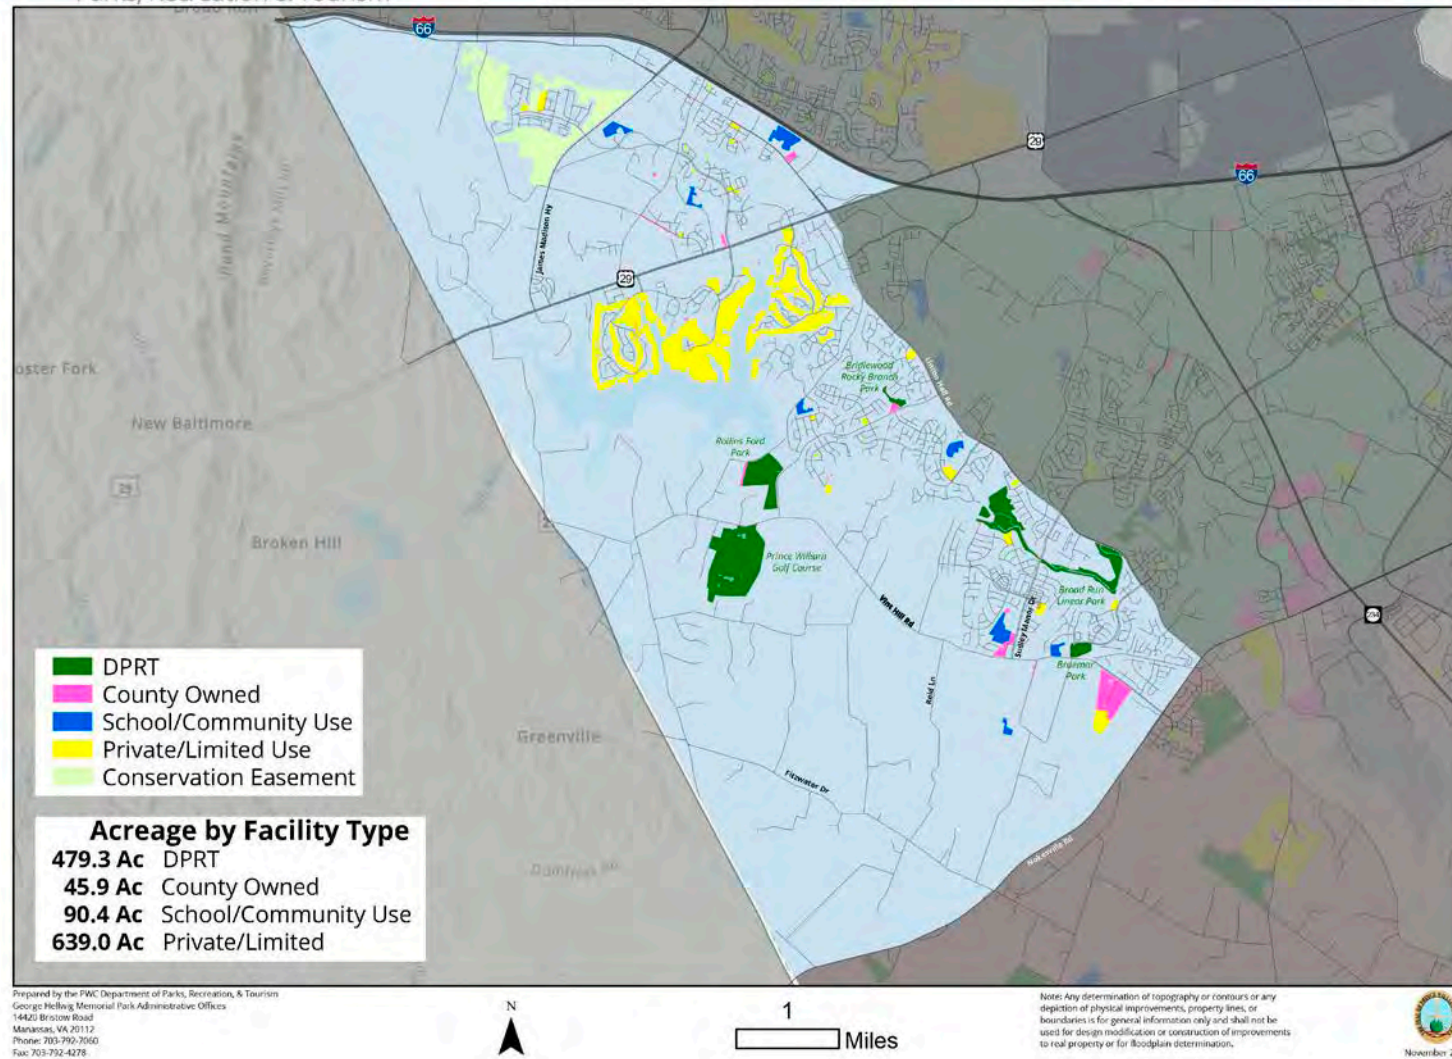 66
29
66
James Madison Hy
29
oster Fork
Bridlewood
Rocky Branch
Park
New Baltimore
Rollins Ford
Park
29
Broken Hill
Prince William
Golf Course
Vint Hill Rd
Broad Run
Linear Park
Sudley Manor Dr
234
Braemar
Park
Reid Ln
DPRT
County Owned
School/Community Use
Private/Limited Use
Conservation Easement
Greenville
Fitzwater Dr
Acreage by Facility Type
479.3 Ac DPRT
45.9 Ac County Owned
90.4 Ac School/Community Use
639.0 Ac Private/Limited
Nokesville Rd
Dumfries Rd
Prepared by the PWC Department of Parks, Recreation, & Tourism
George Hellwig Memorial Park Administrative Offices
14420 Bristow Road
Manassas, VA 20112
Phone: 703-792-7060
Fax: 703-792-4278
N
1
Miles
Note: Any determination of topography or contours or any
depiction of physical improvements, property lines, or
boundaries is for general information only and shall not be
used for design modification or construction of improvements
to real property or for floodplain determination.
November